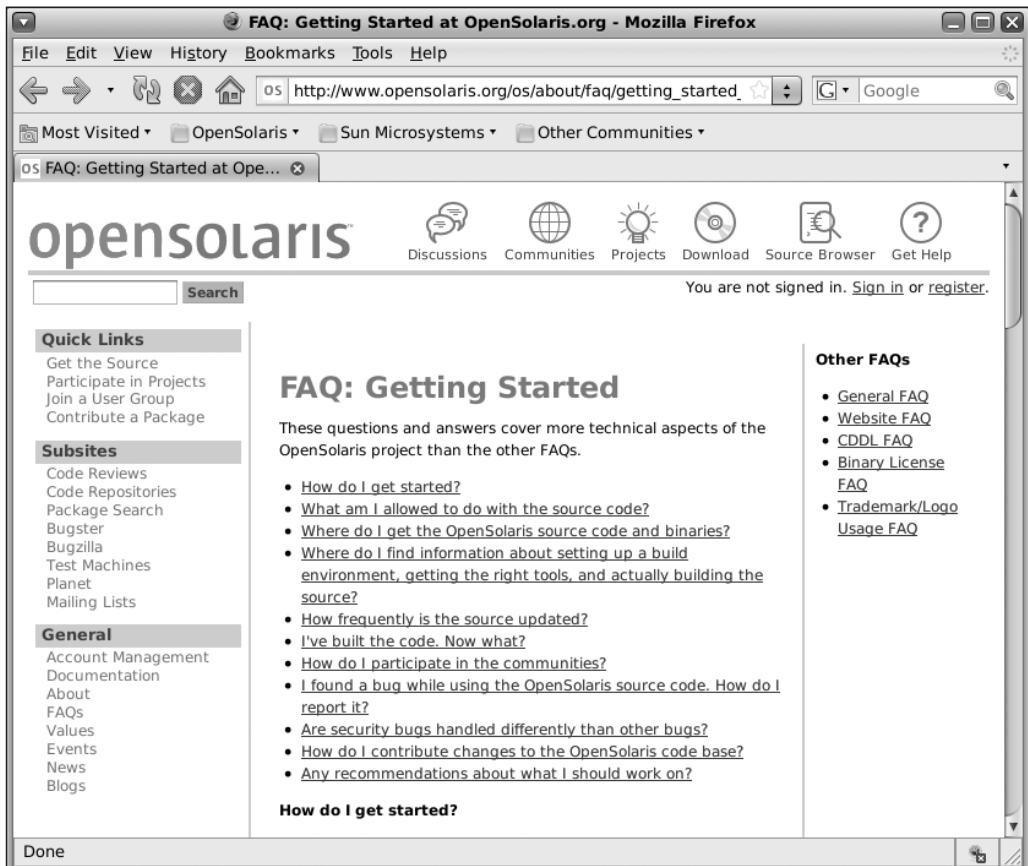 FAQ: Getting Started at OpenSolaris.org - Mozilla Firefox
File Edit View History Bookmarks Tools Help
OS http://www.opensolaris.org/os/about/faq/getting_started_ G Google
Most Visited OpenSolaris Sun Microsystems Other Communities
OS FAQ: Getting Started at Ope...
opensolaris™
Discussions Communities Projects Download Source Browser Get Help
Search
You are not signed in. Sign in or register.
Quick Links
Get the Source
Participate in Projects
Join a User Group
Contribute a Package
Subsites
Code Reviews
Code Repositories
Package Search
Bugster
Bugzilla
Test Machines
Planet
Mailing Lists
General
Account Management
Documentation
About
FAQs
Values
Events
News
Blogs
FAQ: Getting Started
These questions and answers cover more technical aspects of the
OpenSolaris project than the other FAQs.
• How do I get started?
• What am I allowed to do with the source code?
• Where do I get the OpenSolaris source code and binaries?
• Where do I find information about setting up a build
environment, getting the right tools, and actually building the
source?
• How frequently is the source updated?
• I've built the code. Now what?
• How do I participate in the communities?
• I found a bug while using the OpenSolaris source code. How do I
report it?
• Are security bugs handled differently than other bugs?
• How do I contribute changes to the OpenSolaris code base?
• Any recommendations about what I should work on?
How do I get started?
Other FAQs
• General FAQ
• Website FAQ
• CDDL FAQ
• Binary License
FAQ
• Trademark/Logo
Usage FAQ
Done